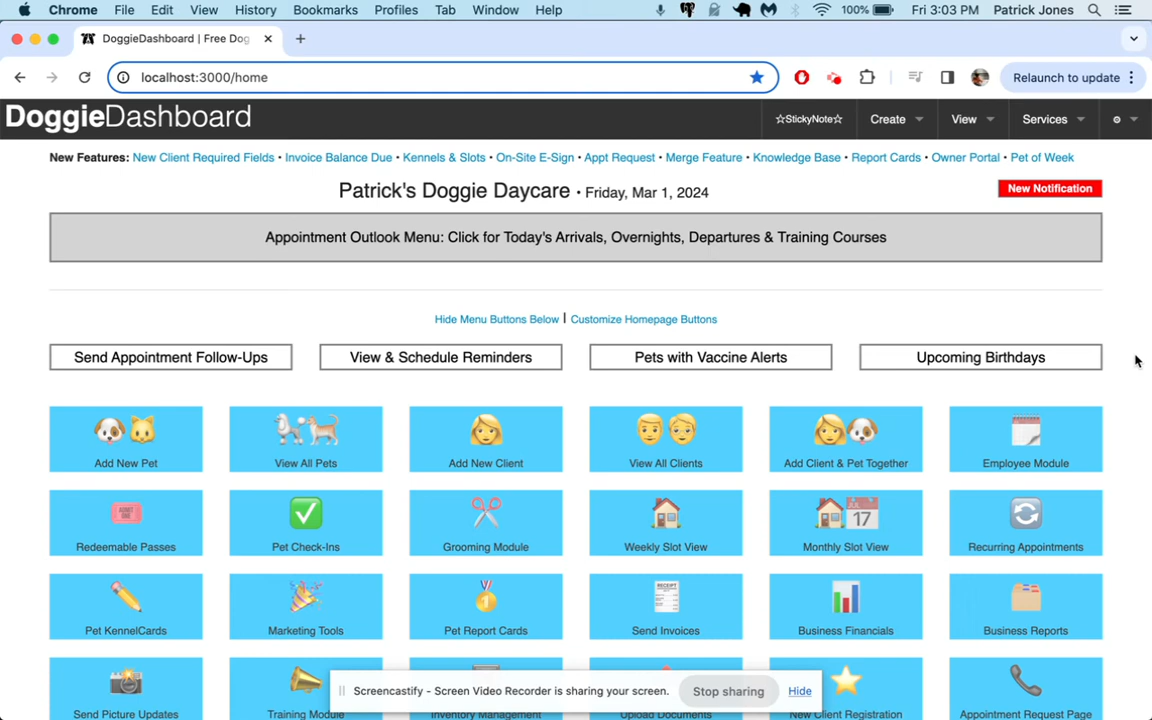 Chrome File Edit View History Bookmarks Profiles Tab Window Help 100% Fri 3:03 PM Patrick Jones
DoggieDashboard | Free Dog
localhost:3000/home Relaunch to update
DoggieDashboard ☆StickyNote☆ Create View Services
New Features: New Client Required Fields • Invoice Balance Due • Kennels & Slots • On-Site E-Sign • Appt Request • Merge Feature • Knowledge Base • Report Cards • Owner Portal • Pet of Week
Patrick's Doggie Daycare • Friday, Mar 1, 2024 New Notification
Appointment Outlook Menu: Click for Today's Arrivals, Overnights, Departures & Training Courses
Hide Menu Buttons Below | Customize Homepage Buttons
Send Appointment Follow-Ups View & Schedule Reminders Pets with Vaccine Alerts Upcoming Birthdays
Add New Pet View All Pets Add New Client View All Clients Add Client & Pet Together Employee Module
ADMIT ONE 17
Redeemable Passes Pet Check-Ins Grooming Module Weekly Slot View Monthly Slot View Recurring Appointments
1 RECEIPT
Pet KennelCards Marketing Tools Pet Report Cards Send Invoices Business Financials Business Reports
Screencastify - Screen Video Recorder is sharing your screen. Stop sharing Hide
Send Picture Updates Training Module Inventory Management Upload Documents New Client Registration Appointment Request Page